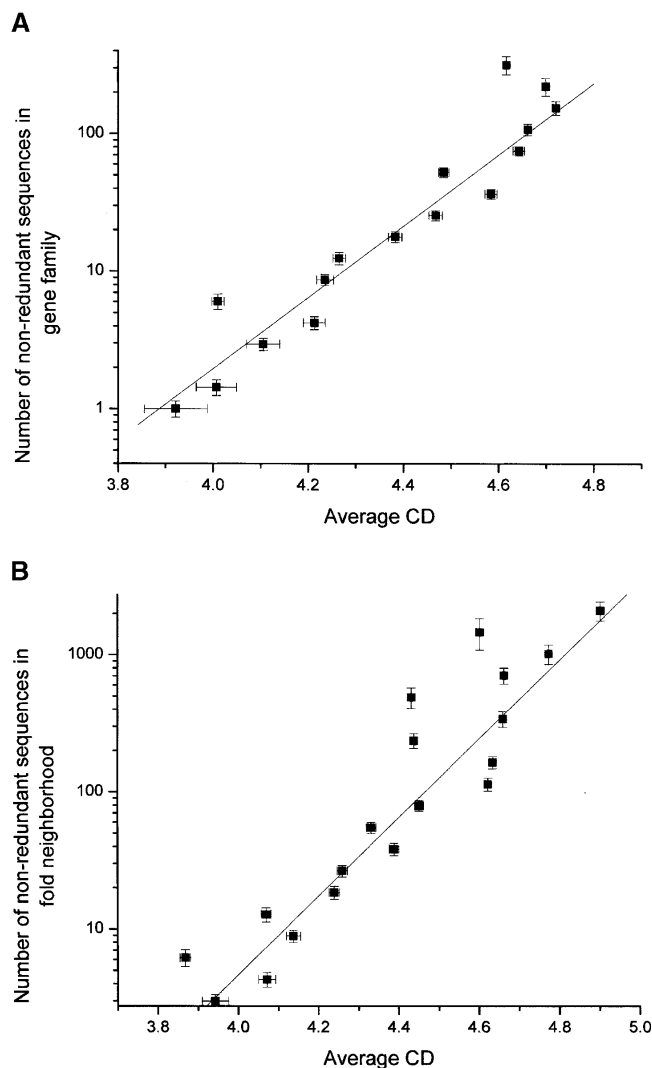 A
Number of non-redundant sequences in
gene family
100
10
1
3.8 4.0 4.2 4.4 4.6 4.8
Average CD
B
Number of non-redundant sequences in
fold neighborhood
1000
100
10
3.8 4.0 4.2 4.4 4.6 4.8 5.0
Average CD